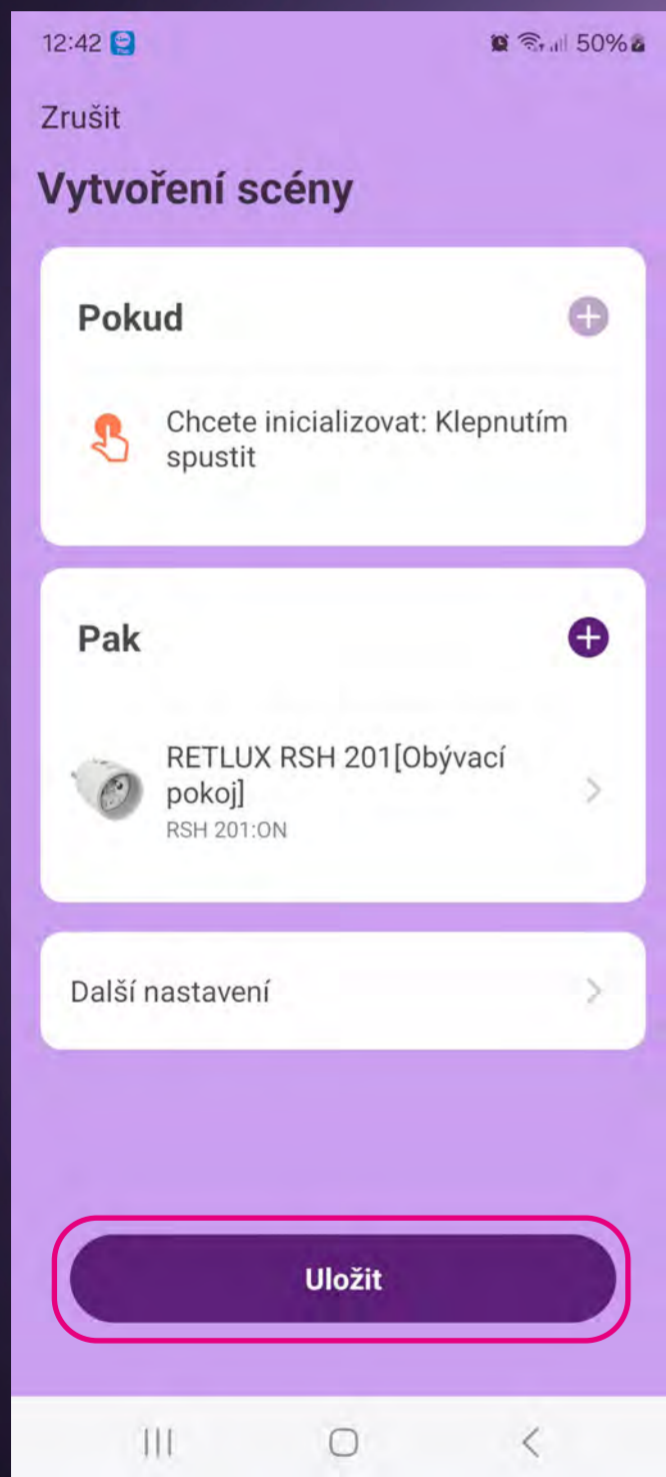 12:42
50%
Zrušit
Vytvoření scény
Pokud
Chcete inicializovat: Klepnutím
spustit
Pak
RETLUX RSH 201[Obývací
pokoj]
RSH 201:ON
Další nastavení
Uložit